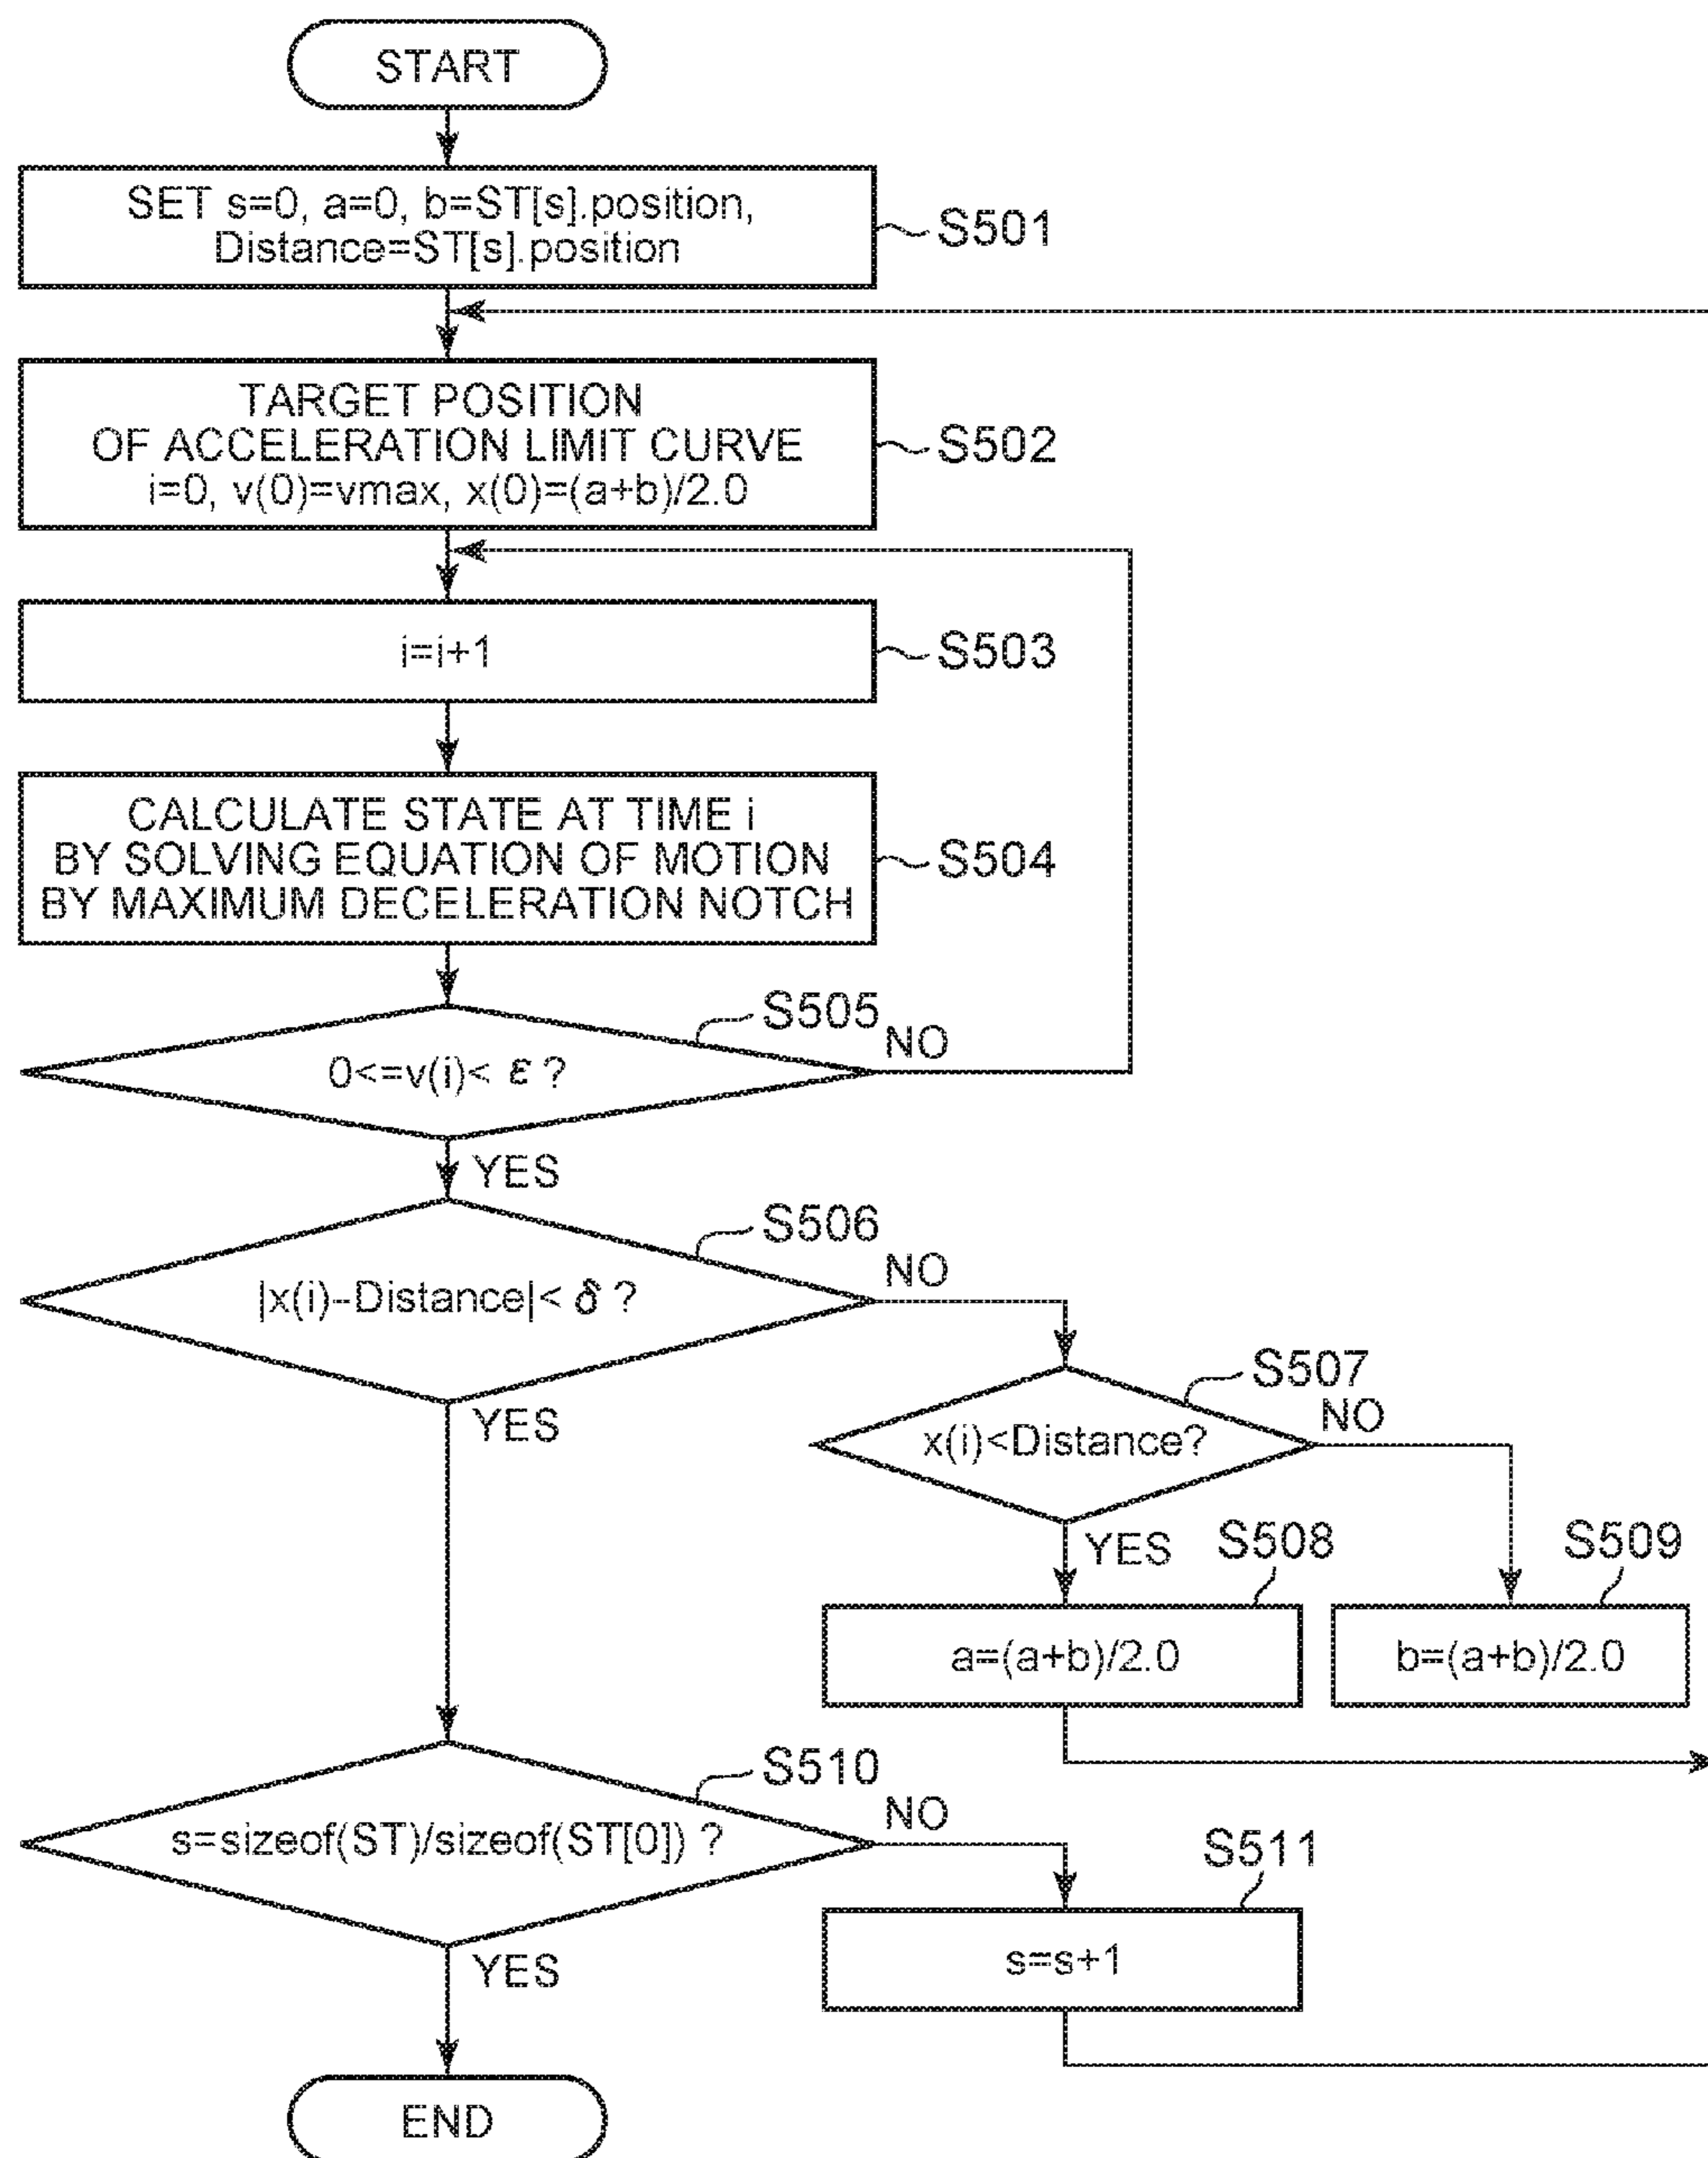 START
SET s=0, a=0, b=ST[s].position,
Distance=ST[s].position
S501
TARGET POSITION
OF ACCELERATION LIMIT CURVE
i=0, v(0)=vmax, x(0)=(a+b)/2.0
S502
i=i+1
S503
CALCULATE STATE AT TIME i
BY SOLVING EQUATION OF MOTION
BY MAXIMUM DECELERATION NOTCH
S504
S505
NO
0<=v(i)< ε ?
YES
S506
NO
|x(i)-Distance|< δ ?
YES
S507
NO
x(i)<Distance?
YES
S508
S509
a=(a+b)/2.0
b=(a+b)/2.0
S510
NO
s=sizeof(ST)/sizeof(ST[0]) ?
YES
S511
s=s+1
END